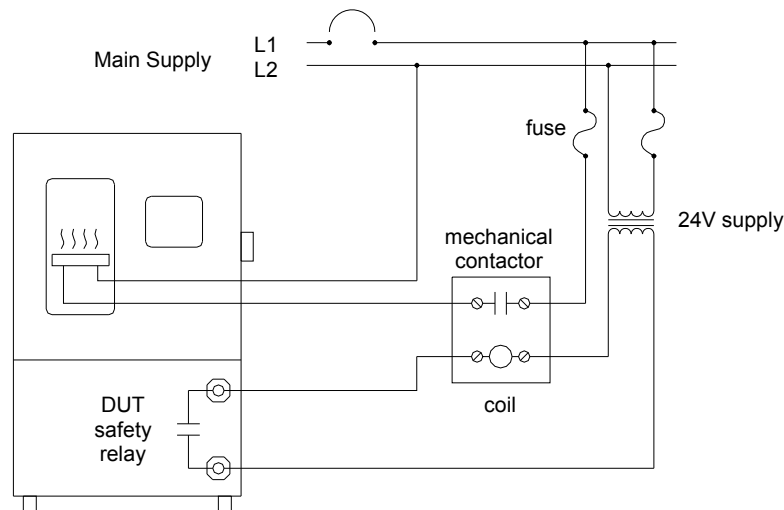 L1
Main Supply
L2
fuse
24V supply
mechanical
contactor
coil
DUT
safety
relay